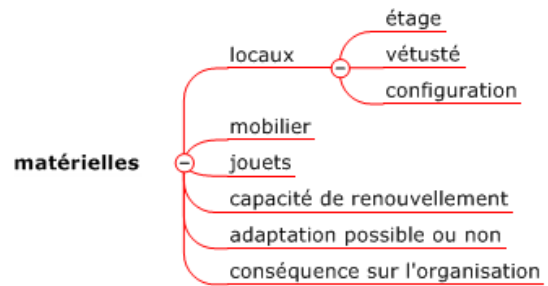 étage
locaux
vétusté
configuration
mobilier
matérielles
jouets
capacité de renouvellement
adaptation possible ou non
conséquence sur l'organisation